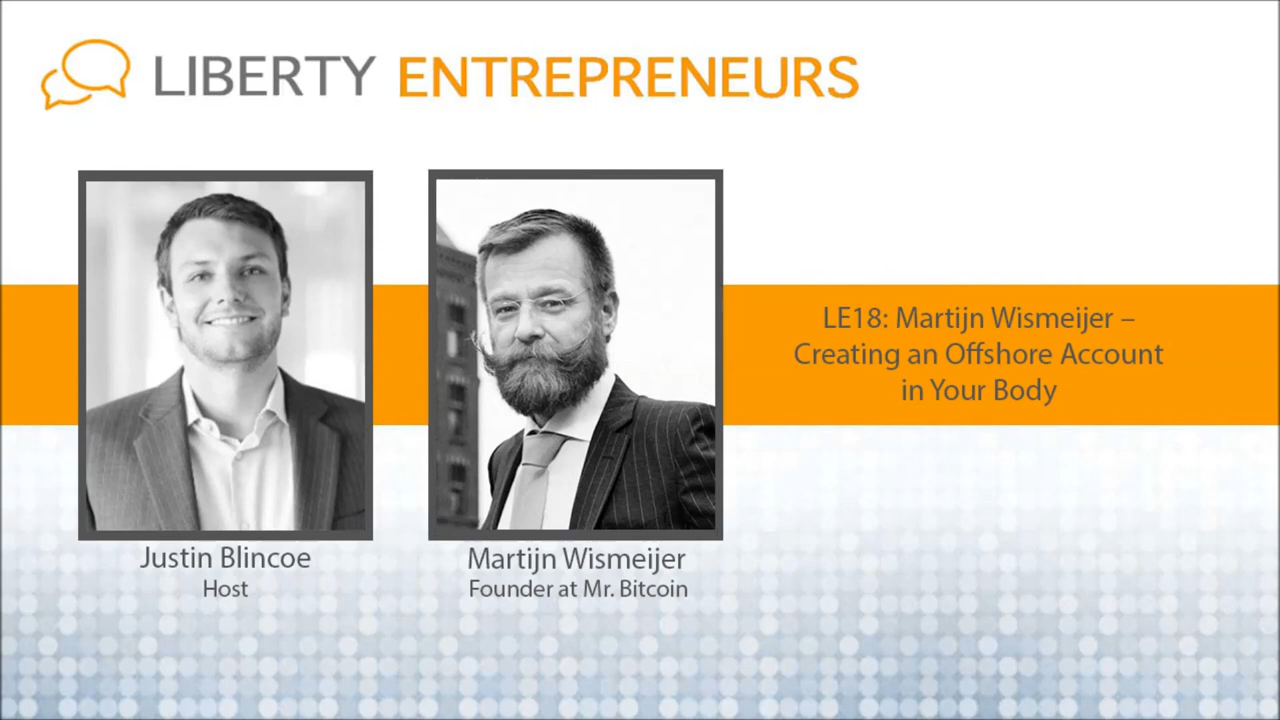 LIBERTY ENTREPRENEURS
LE18: Martijn Wismeijer –
Creating an Offshore Account
in Your Body
Justin Blincoe
Host
Martijn Wismeijer
Founder at Mr. Bitcoin